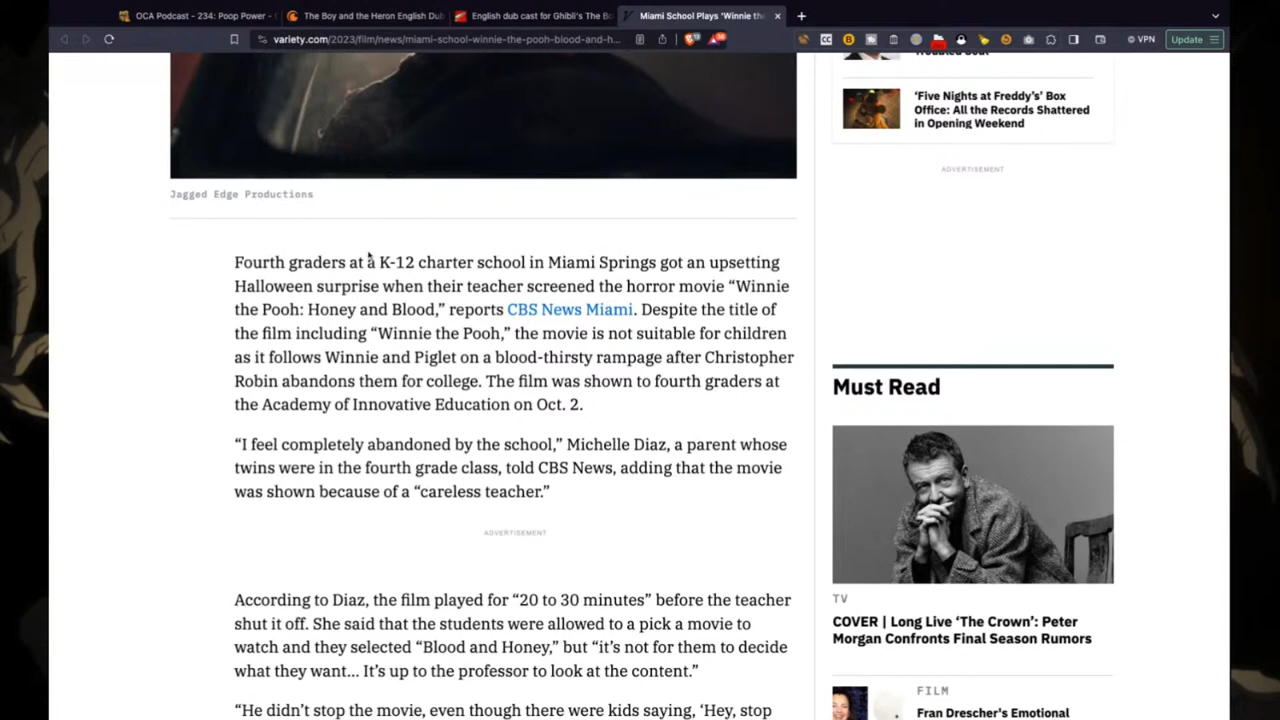 OCA Podcast - 234: Poop Power -
The Boy and the Heron English Dub
English dub cast for Ghibli's The Bo
Miami School Plays 'Winnie the
variety.com/2023/film/news/miami-school-winnie-the-pooh-blood-and-h...
VPN
Update
Jagged Edge Productions
Fourth graders at a K-12 charter school in Miami Springs got an upsetting
Halloween surprise when their teacher screened the horror movie “Winnie
the Pooh: Honey and Blood,” reports CBS News Miami. Despite the title of
the film including “Winnie the Pooh,” the movie is not suitable for children
as it follows Winnie and Piglet on a blood-thirsty rampage after Christopher
Robin abandons them for college. The film was shown to fourth graders at
the Academy of Innovative Education on Oct. 2.
“I feel completely abandoned by the school,” Michelle Diaz, a parent whose
twins were in the fourth grade class, told CBS News, adding that the movie
was shown because of a “careless teacher.”
ADVERTISEMENT
According to Diaz, the film played for “20 to 30 minutes” before the teacher
shut it off. She said that the students were allowed to a pick a movie to
watch and they selected “Blood and Honey,” but “it’s not for them to decide
what they want… It’s up to the professor to look at the content.”
“He didn’t stop the movie, even though there were kids saying, ‘Hey, stop
‘Five Nights at Freddy’s’ Box
Office: All the Records Shattered
in Opening Weekend
ADVERTISEMENT
Must Read
TV
COVER | Long Live ‘The Crown’: Peter
Morgan Confronts Final Season Rumors
FILM
Fran Drescher's Emotional